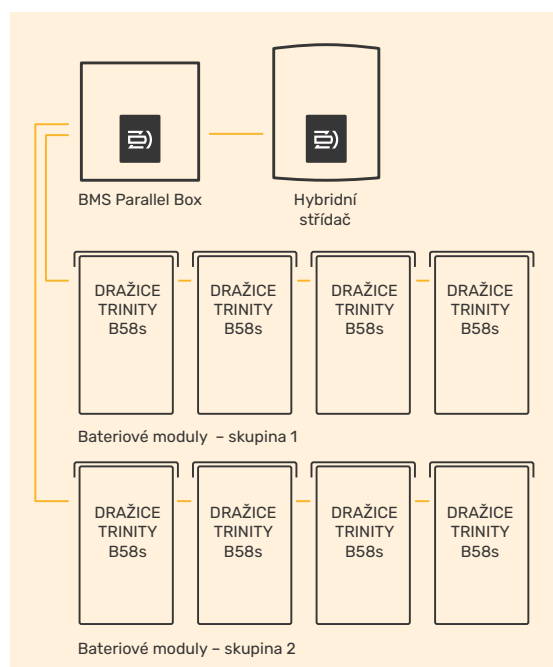 BMS Parallel Box
Hybridní
střídač
DRAŽICE
TRINITY
B58s
DRAŽICE
TRINITY
B58s
DRAŽICE
TRINITY
B58s
DRAŽICE
TRINITY
B58s
Bateriové moduly – skupina 1
DRAŽICE
TRINITY
B58s
DRAŽICE
TRINITY
B58s
DRAŽICE
TRINITY
B58s
DRAŽICE
TRINITY
B58s
Bateriové moduly – skupina 2